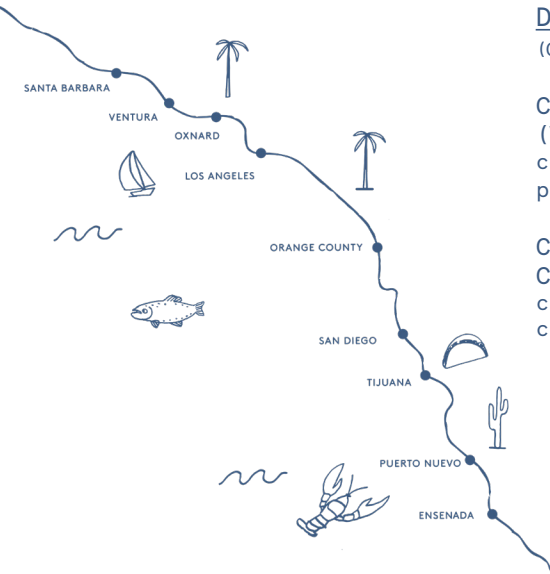 D
(
SANTA BARBARA
C
VENTURA
(
OXNARD
c
LOS ANGELES
p
ORANGE COUNTY
C
C
c
SAN DIEGO
c
TIJUANA
PUERTO NUEVO
ENSENADA